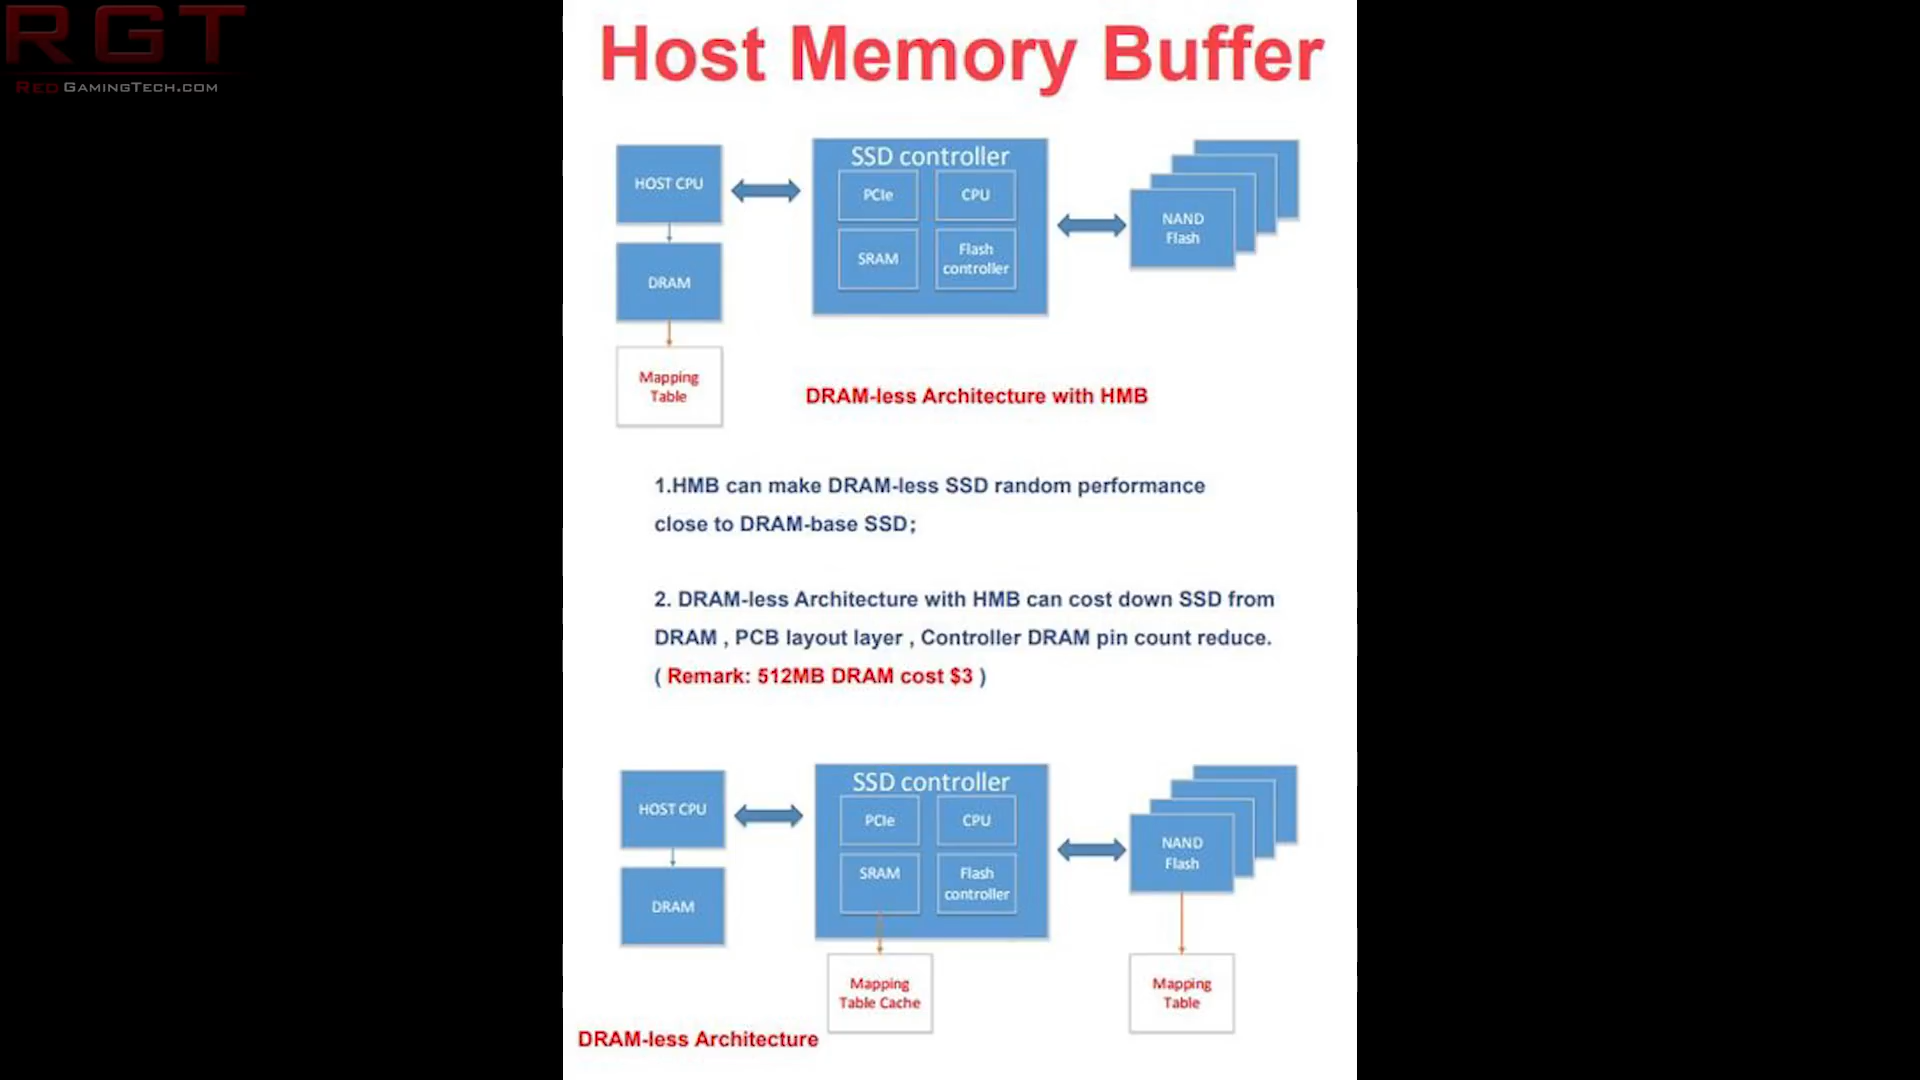 RGT
RedGamingTech.com
Host Memory Buffer
HOST CPU
SSD controller
PCIe
CPU
SRAM
Flash
controller
NAND
Flash
DRAM
Mapping
Table
DRAM-less Architecture with HMB
1.HMB can make DRAM-less SSD random performance
close to DRAM-base SSD;
2. DRAM-less Architecture with HMB can cost down SSD from
DRAM , PCB layout layer , Controller DRAM pin count reduce.
( Remark: 512MB DRAM cost $3 )
HOST CPU
SSD controller
PCIe
CPU
SRAM
Flash
controller
NAND
Flash
DRAM
Mapping
Table Cache
Mapping
Table
DRAM-less Architecture